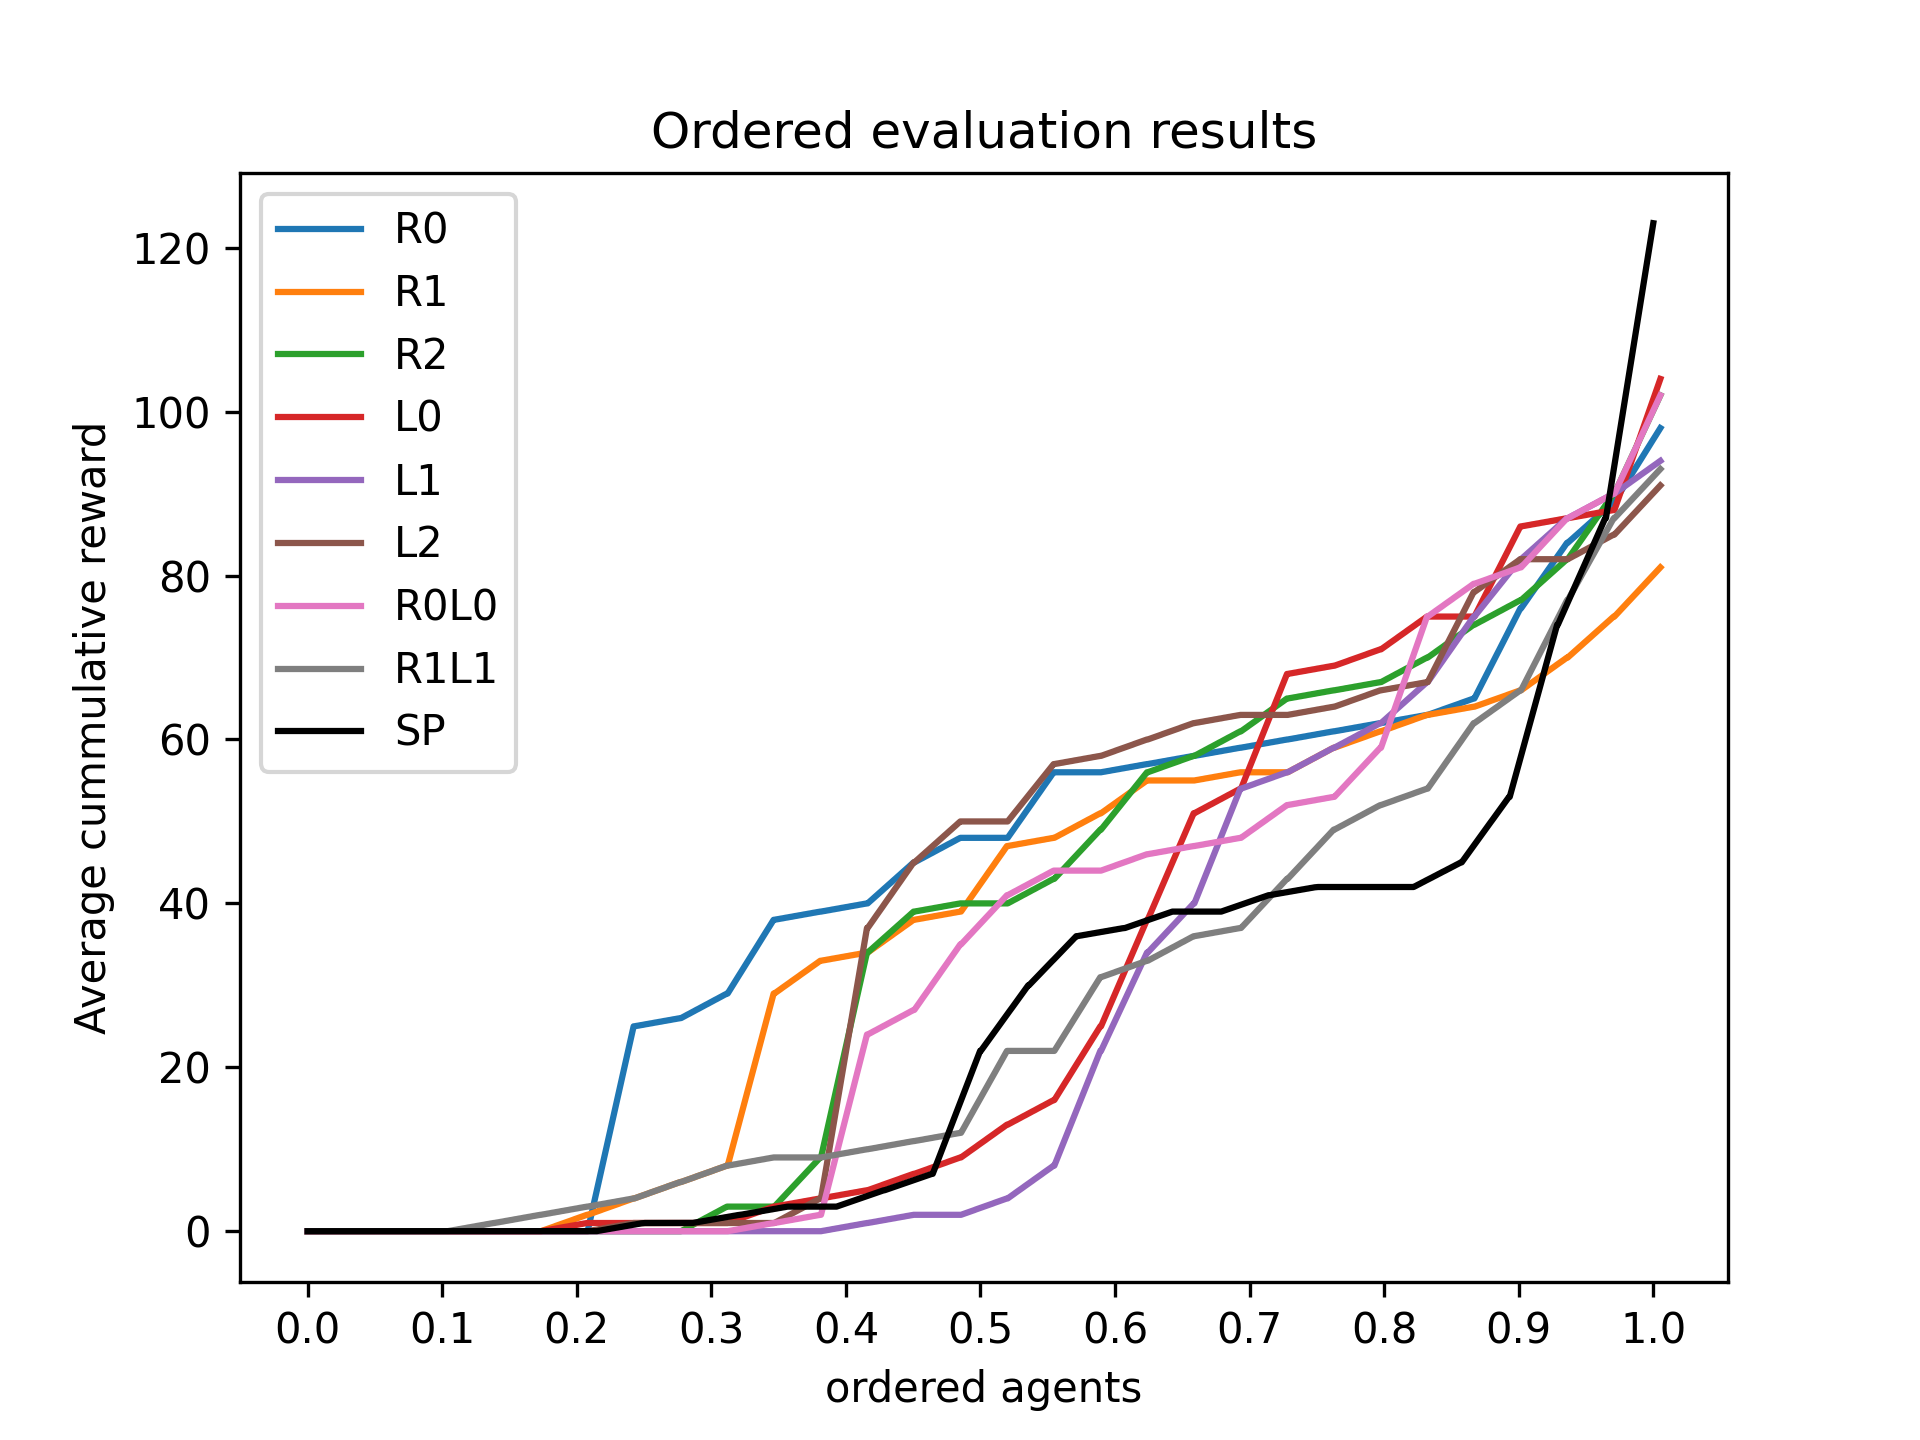 Ordered evaluation results
R0
R1
R2
L0
L1
L2
R0L0
R1L1
SP
Average cummulative reward
120
100
80
60
40
20
0
0.0 0.1 0.2 0.3 0.4 0.5 0.6 0.7 0.8 0.9 1.0
ordered agents